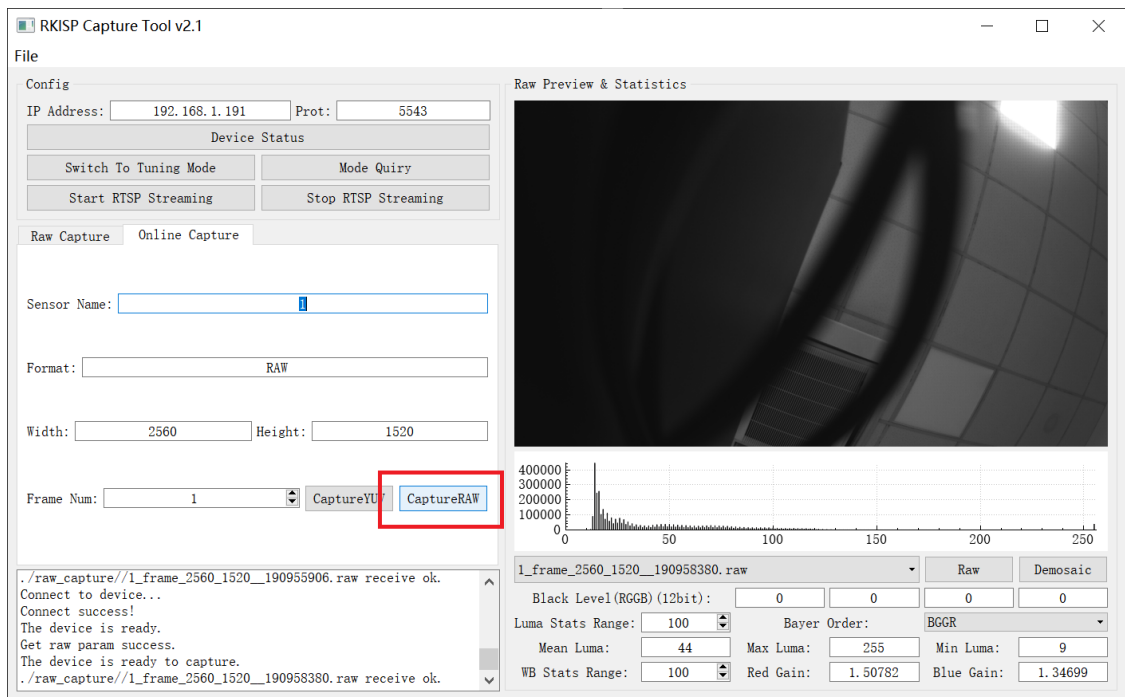 RKISP Capture Tool v2.1
File
Config
IP Address: 192.168.1.191 Prot: 5543
Device Status
Switch To Tuning Mode Mode Quiry
Start RTSP Streaming Stop RTSP Streaming
Raw Capture Online Capture
Sensor Name: 1
Format: RAW
Width: 2560 Height: 1520
Frame Num: 1 CaptureYUV CaptureRAW
./raw_capture//1_frame_2560_1520__190955906.raw receive ok.
Connect to device...
Connect success!
The device is ready.
Get raw param success.
The device is ready to capture.
./raw_capture//1_frame_2560_1520__190958380.raw receive ok.
Raw Preview & Statistics
400000
300000
200000
100000
0
0 50 100 150 200 250
1_frame_2560_1520__190958380.raw Raw Demosaic
Black Level(RGGB)(12bit): 0 0 0 0
Luma Stats Range: 100 Bayer Order: BGGR
Mean Luma: 44 Max Luma: 255 Min Luma: 9
WB Stats Range: 100 Red Gain: 1.50782 Blue Gain: 1.34699